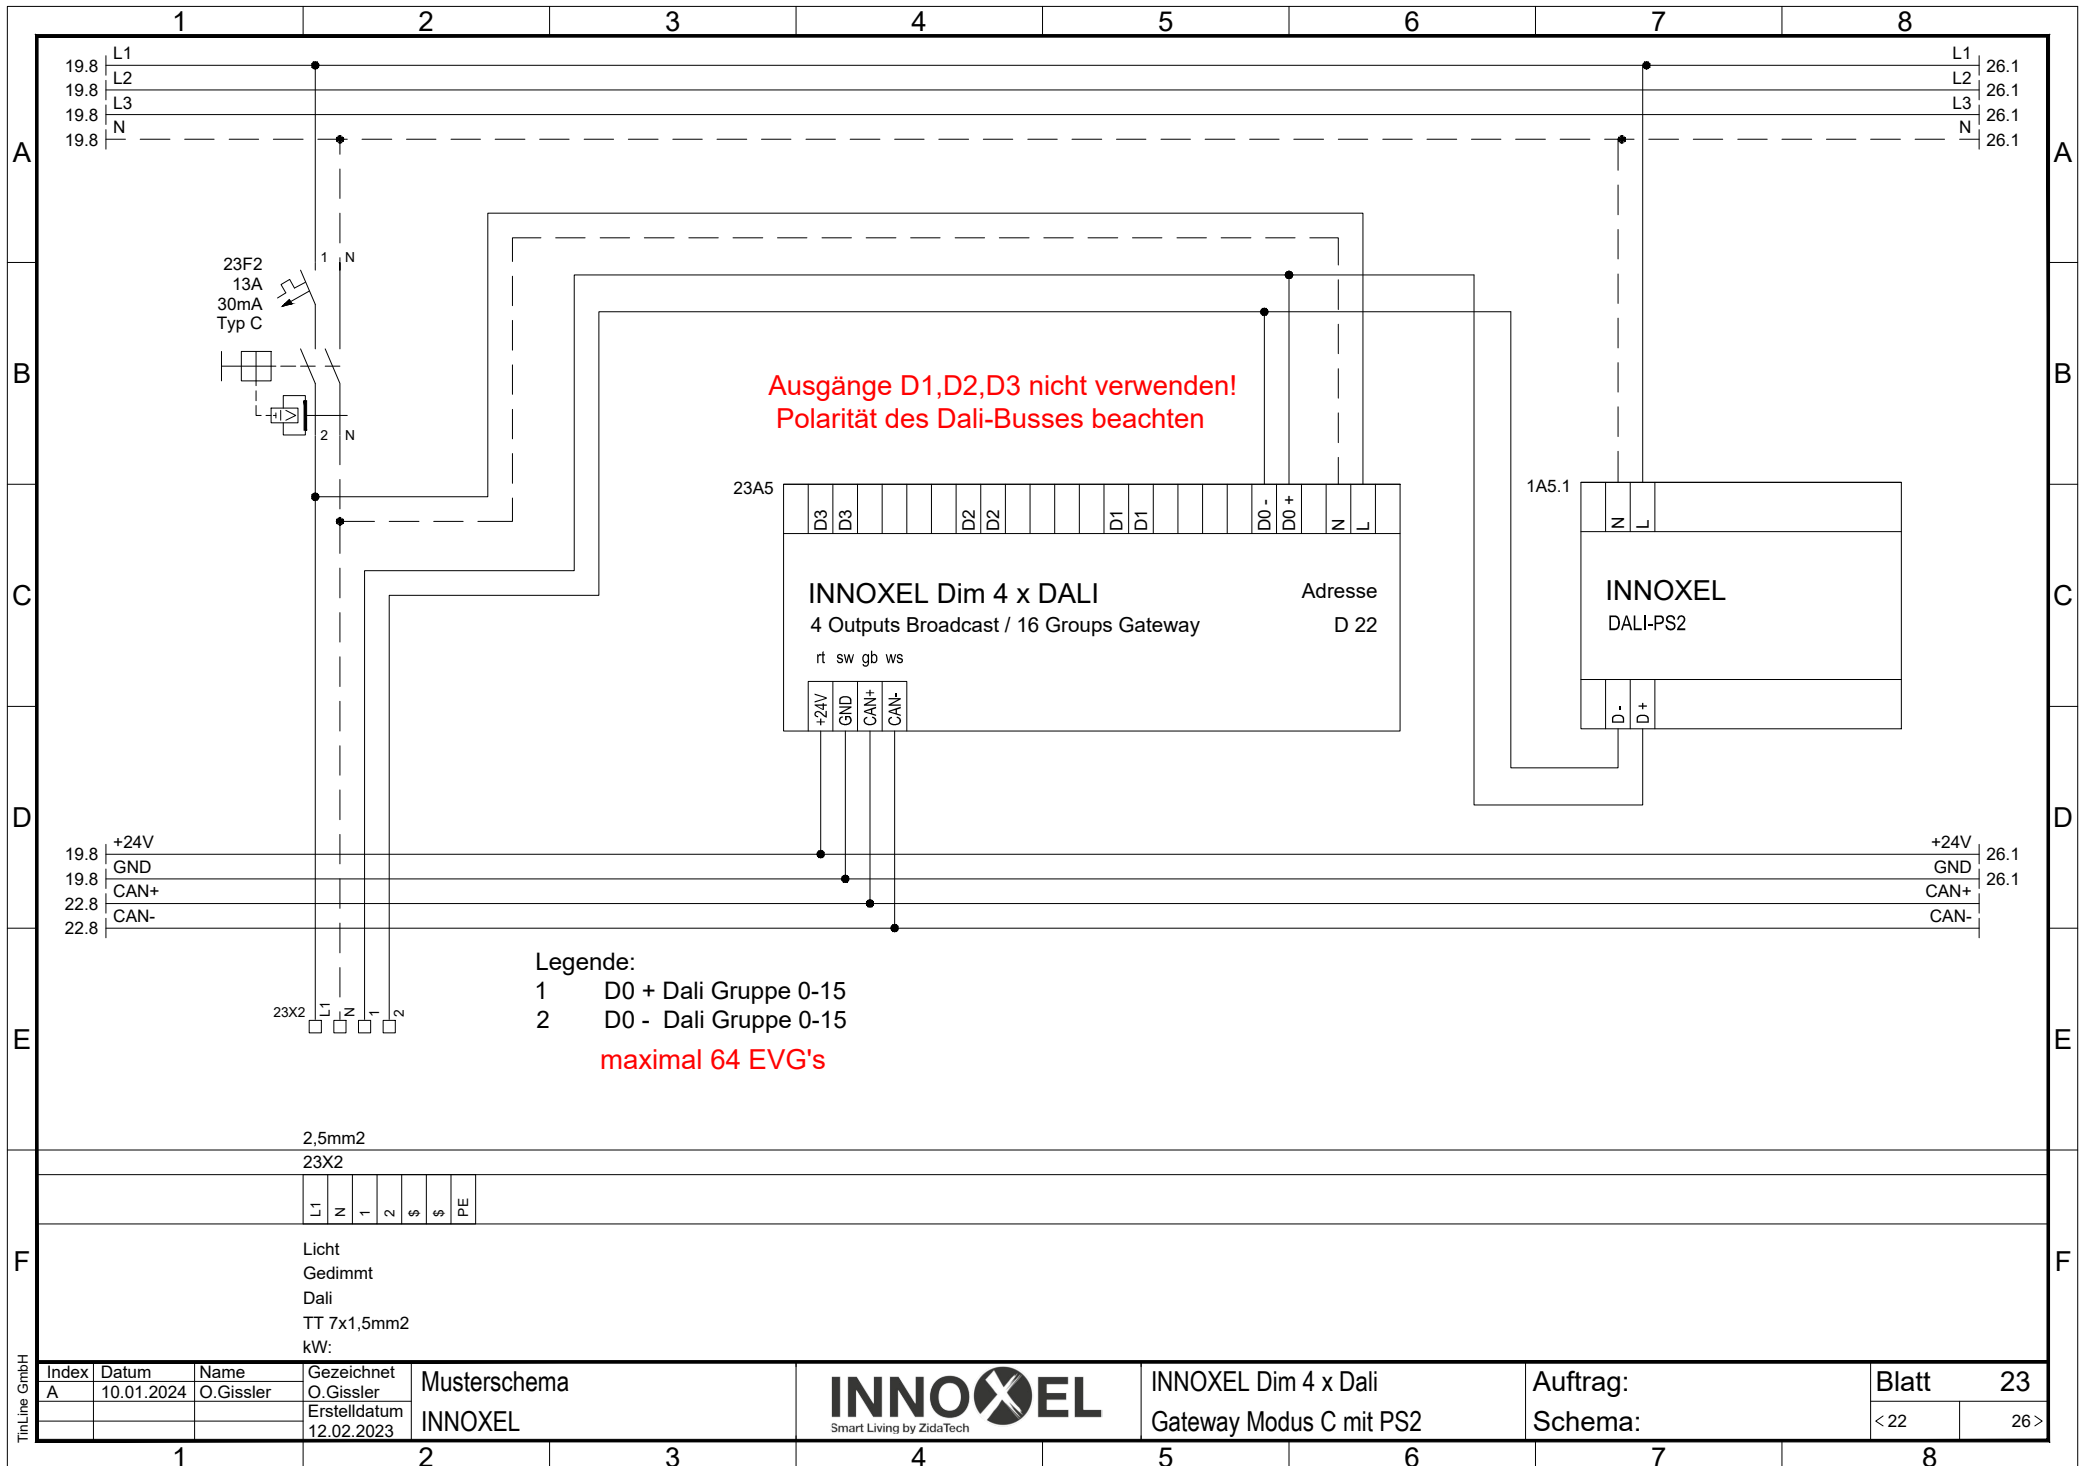 1 2 3 4 5 6 7 8
19.8 L1 L1 26.1
19.8 L2 L2 26.1
19.8 L3 L3 26.1
19.8 N N 26.1
A A
1 N
23F2
13A
30mA
Typ C
B B
2 N
Ausgänge D1,D2,D3 nicht verwenden!
Polarität des Dali-Busses beachten
23A5
D3 D3 D2 D2 D1 D1 D0 - D0 + N L
INNOXEL Dim 4 x DALI
Adresse
4 Outputs Broadcast / 16 Groups Gateway
D 22
rt sw gb ws
+24V GND CAN+ CAN-
1A5.1
N L
INNOXEL
DALI-PS2
D - D +
C C
D D
19.8 +24V +24V 26.1
19.8 GND GND 26.1
22.8 CAN+ CAN+
22.8 CAN- CAN-
Legende:
1 D0 + Dali Gruppe 0-15
2 D0 - Dali Gruppe 0-15
maximal 64 EVG's
23X2 L1 N 1 2
E E
2,5mm2
23X2
L1 N 1 2 $ $ PE
F F
Licht
Gedimmt
Dali
TT 7x1,5mm2
kW:
TinLine GmbH
Index Datum Name
A 10.01.2024 O.Gissler
Gezeichnet
O.Gissler
Erstelldatum
12.02.2023
Musterschema
INNOXEL
INNOXEL
Smart Living by ZidaTech
INNOXEL Dim 4 x Dali
Gateway Modus C mit PS2
Auftrag:
Schema:
Blatt 23
< 22 26 >
1 2 3 4 5 6 7 8